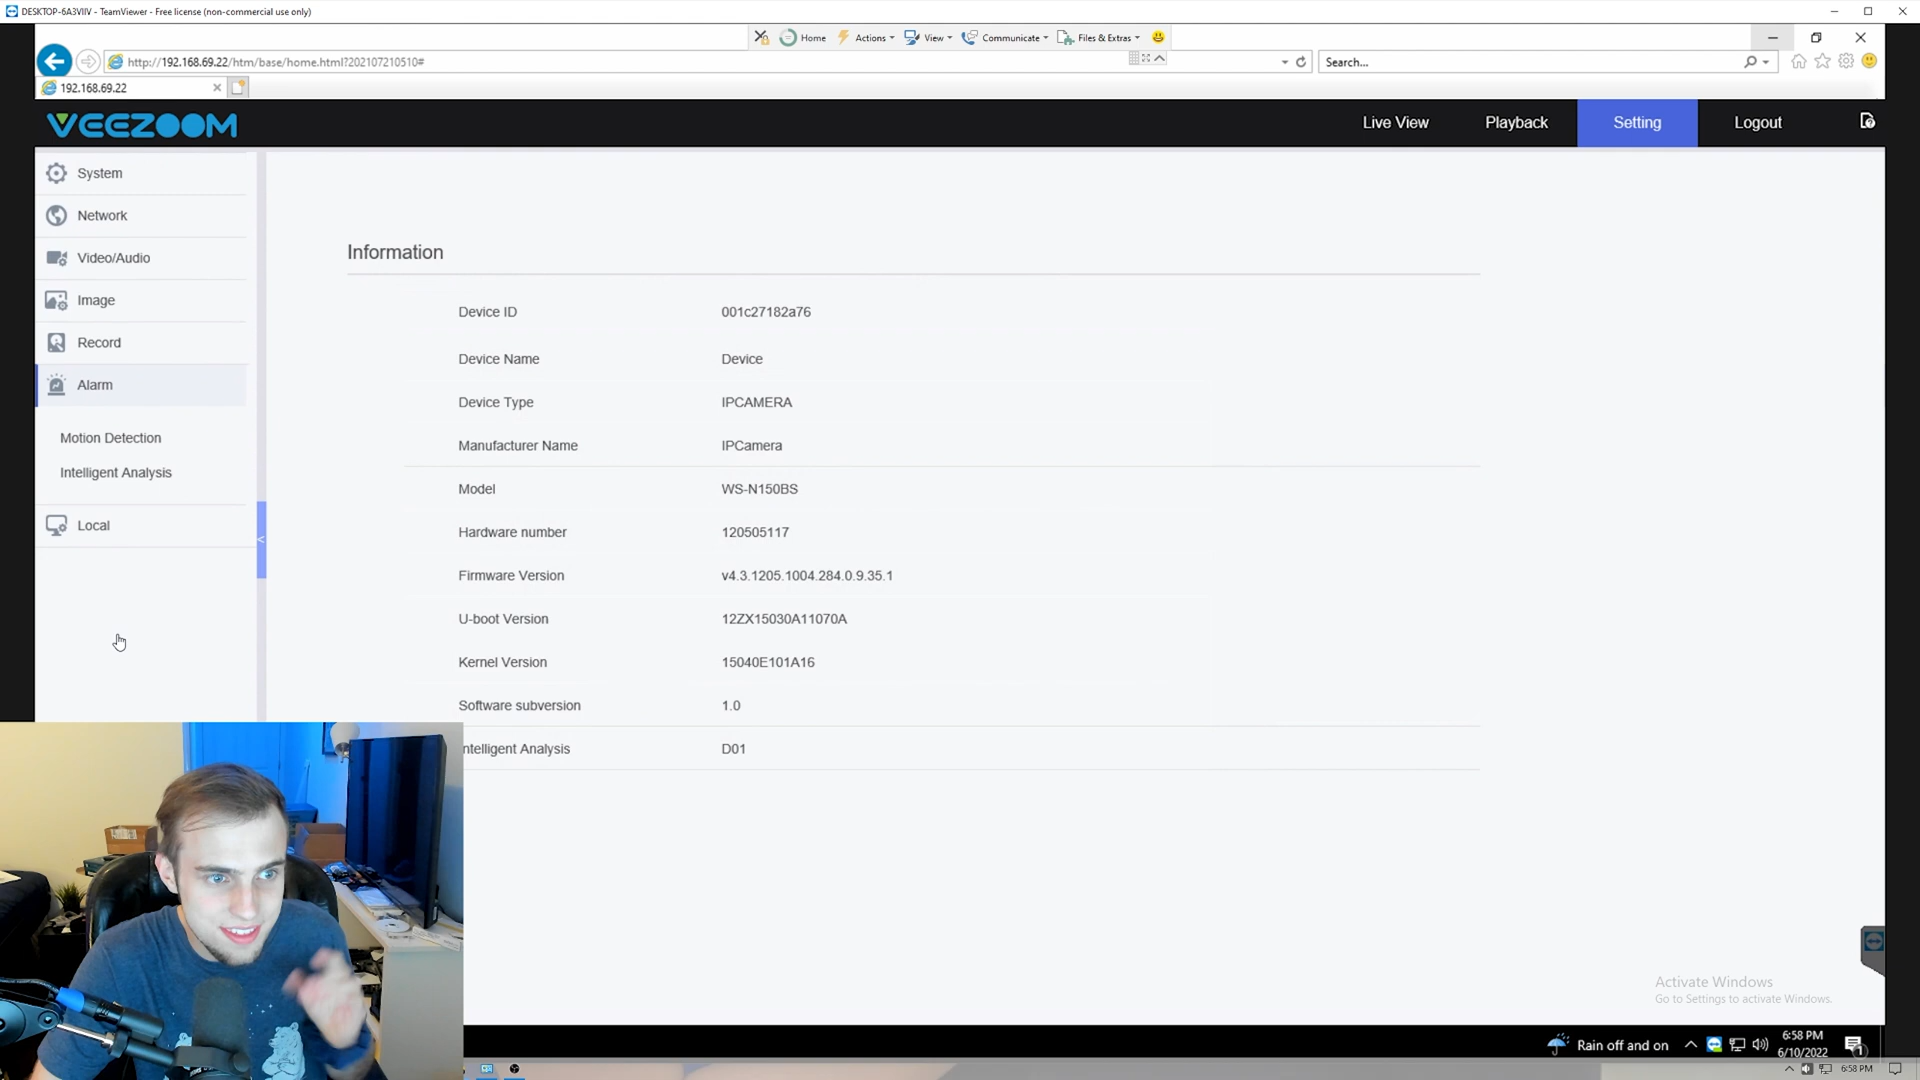 DESKTOP-6A3VIIV - TeamViewer - Free license (non-commercial use only)
Home
Actions
View
Communicate
Files & Extras
http://192.168.69.22/htm/base/home.html?202107210510#
Search...
192.168.69.22
VEEZOOM
Live View
Playback
Setting
Logout
System
Network
Video/Audio
Image
Record
Alarm
Motion Detection
Intelligent Analysis
Local
Information
Device ID 001c27182a76
Device Name Device
Device Type IPCAMERA
Manufacturer Name IPCamera
Model WS-N150BS
Hardware number 120505117
Firmware Version v4.3.1205.1004.284.0.9.35.1
U-boot Version 12ZX15030A11070A
Kernel Version 15040E101A16
Software subversion 1.0
ntelligent Analysis D01
Activate Windows
Go to Settings to activate Windows.
Rain off and on
6:58 PM
6/10/2022
1
6:58 PM